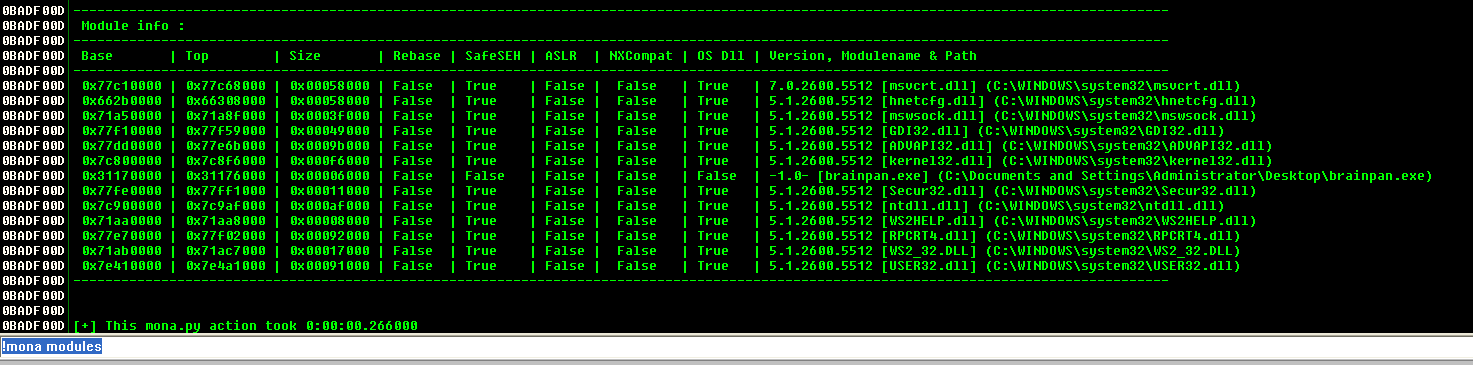 0BADF00D ----------------------------------------------------------------------------------------------------------------------------------------
0BADF00D Module info :
0BADF00D ----------------------------------------------------------------------------------------------------------------------------------------
0BADF00D Base | Top | Size | Rebase | SafeSEH | ASLR | NXCompat | OS Dll | Version, Modulename & Path
0BADF00D ----------------------------------------------------------------------------------------------------------------------------------------
0BADF00D 0x77c10000 | 0x77c68000 | 0x00058000 | False | True | False | False | True | 7.0.2600.5512 [msvcrt.dll] (C:\WINDOWS\system32\msvcrt.dll)
0BADF00D 0x662b0000 | 0x66308000 | 0x00058000 | False | True | False | False | True | 5.1.2600.5512 [hnetcfg.dll] (C:\WINDOWS\system32\hnetcfg.dll)
0BADF00D 0x71a50000 | 0x71a8f000 | 0x0003f000 | False | True | False | False | True | 5.1.2600.5512 [mswsock.dll] (C:\WINDOWS\system32\mswsock.dll)
0BADF00D 0x77f10000 | 0x77f59000 | 0x00049000 | False | True | False | False | True | 5.1.2600.5512 [GDI32.dll] (C:\WINDOWS\system32\GDI32.dll)
0BADF00D 0x77dd0000 | 0x77e6b000 | 0x0009b000 | False | True | False | False | True | 5.1.2600.5512 [ADVAPI32.dll] (C:\WINDOWS\system32\ADVAPI32.dll)
0BADF00D 0x7c800000 | 0x7c8f6000 | 0x000f6000 | False | True | False | False | True | 5.1.2600.5512 [kernel32.dll] (C:\WINDOWS\system32\kernel32.dll)
0BADF00D 0x31170000 | 0x31176000 | 0x00006000 | False | False | False | False | False | -1.0- [brainpan.exe] (C:\Documents and Settings\Administrator\Desktop\brainpan.exe)
0BADF00D 0x77fe0000 | 0x77ff1000 | 0x00011000 | False | True | False | False | True | 5.1.2600.5512 [Secur32.dll] (C:\WINDOWS\system32\Secur32.dll)
0BADF00D 0x7c900000 | 0x7c9af000 | 0x000af000 | False | True | False | False | True | 5.1.2600.5512 [ntdll.dll] (C:\WINDOWS\system32\ntdll.dll)
0BADF00D 0x71aa0000 | 0x71aa8000 | 0x00008000 | False | True | False | False | True | 5.1.2600.5512 [WS2HELP.dll] (C:\WINDOWS\system32\WS2HELP.dll)
0BADF00D 0x77e70000 | 0x77f02000 | 0x00092000 | False | True | False | False | True | 5.1.2600.5512 [RPCRT4.dll] (C:\WINDOWS\system32\RPCRT4.dll)
0BADF00D 0x71ab0000 | 0x71ac7000 | 0x00017000 | False | True | False | False | True | 5.1.2600.5512 [WS2_32.DLL] (C:\WINDOWS\system32\WS2_32.DLL)
0BADF00D 0x7e410000 | 0x7e4a1000 | 0x00091000 | False | True | False | False | True | 5.1.2600.5512 [USER32.dll] (C:\WINDOWS\system32\USER32.dll)
0BADF00D ----------------------------------------------------------------------------------------------------------------------------------------
0BADF00D
0BADF00D
0BADF00D [+] This mona.py action took 0:00:00.266000
!mona modules